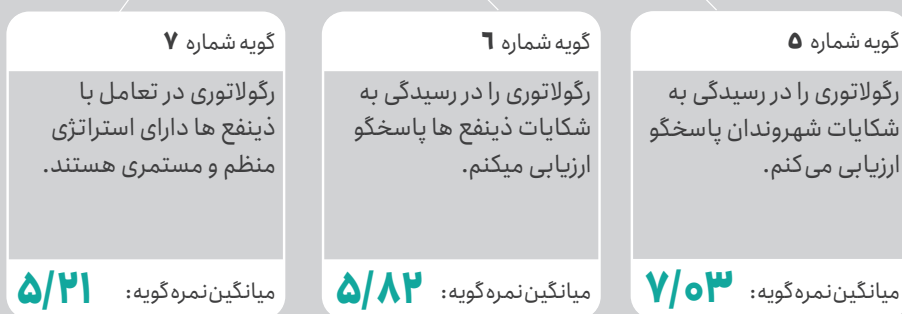 گویه شماره ۵
رگولاتوری را در رسیدگی به
شکایات شهروندان پاسخگو
ارزیابی می‌کنم.
میانگین نمره گویه: ۷/۰۳
گویه شماره ۶
رگولاتوری را در رسیدگی به
شکایات ذینفع ها پاسخگو
ارزیابی میکنم.
میانگین نمره گویه: ۵/۸۲
گویه شماره ۷
رگولاتوری در تعامل با
ذینفع ها دارای استراتژی
منظم و مستمری هستند.
میانگین نمره گویه: ۵/۲۱